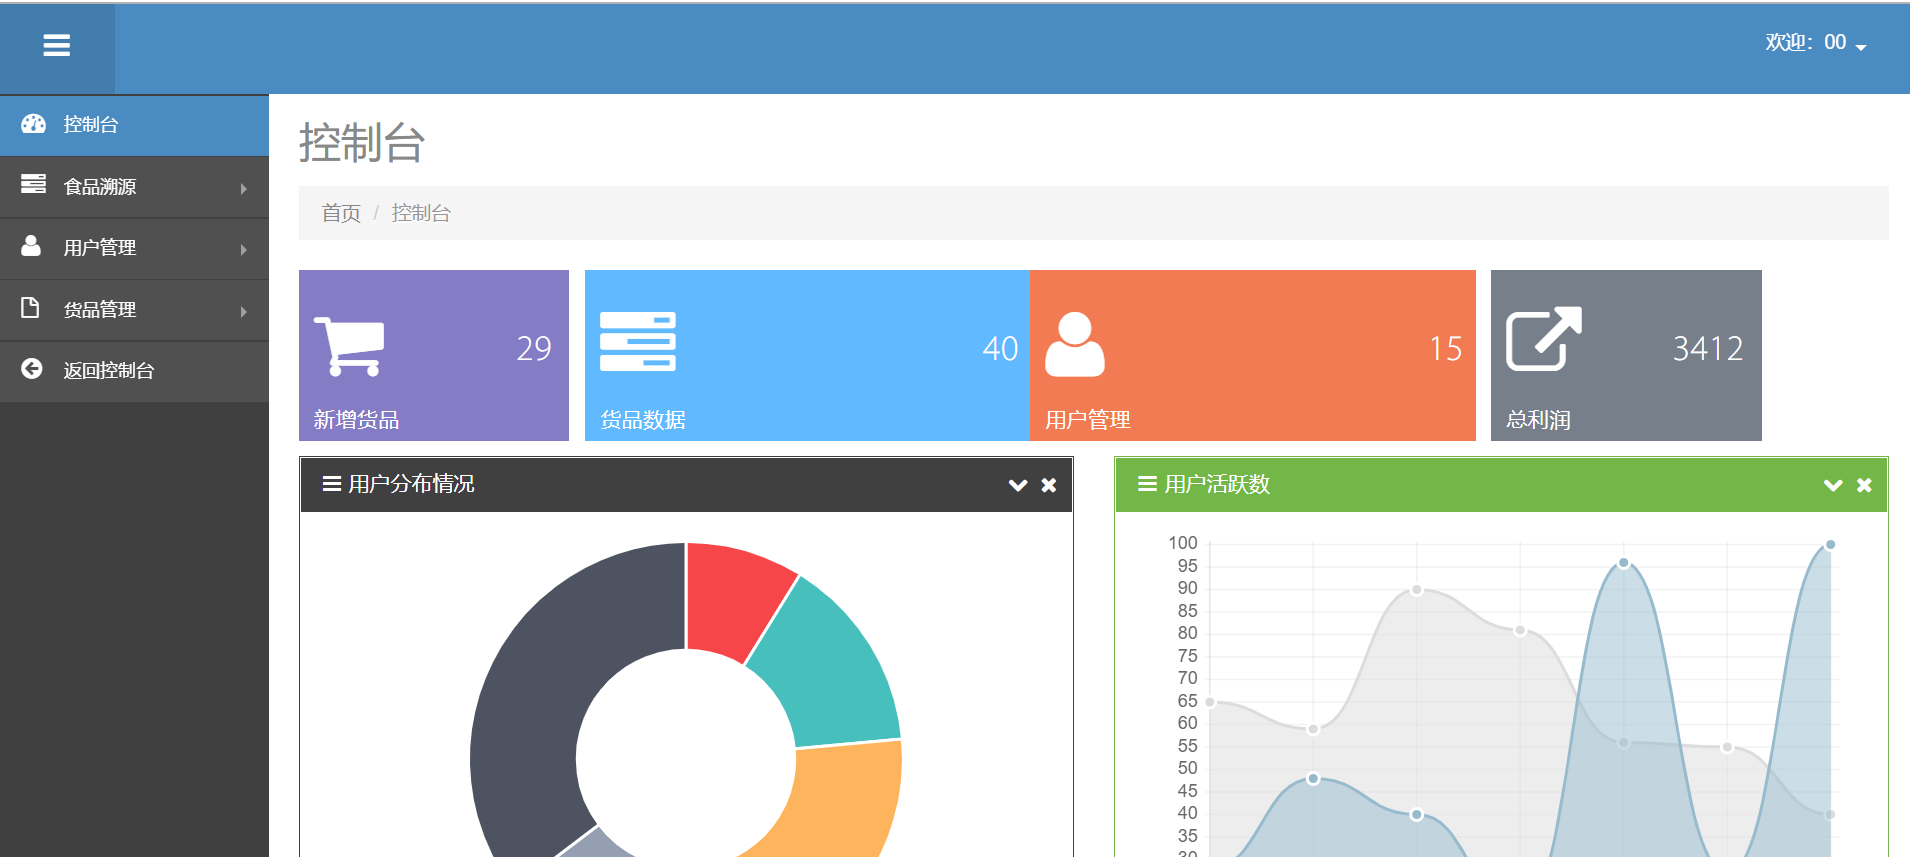 欢迎：00
控制台
食品溯源
用户管理
货品管理
返回控制台
控制台
首页 / 控制台
29
新增货品
40
货品数据
15
用户管理
3412
总利润
用户分布情况
用户活跃数
100
95
90
85
80
75
70
65
60
55
50
45
40
35
30